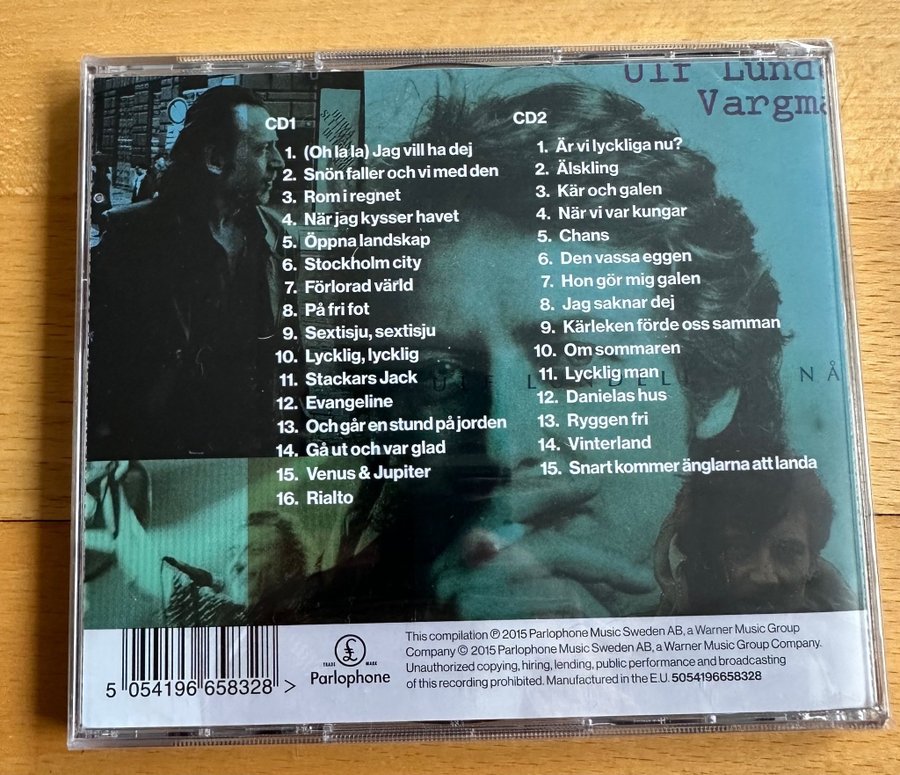 Ulf Lund
Vargm
CD1
1. (Oh la la) Jag vill ha dej
2. Snön faller och vi med den
3. Rom i regnet
4. När jag kysser havet
5. Öppna landskap
6. Stockholm city
7. Förlorad värld
8. På fri fot
9. Sextisju, sextisju
10. Lycklig, lycklig
11. Stackars Jack
12. Evangeline
13. Och går en stund på jorden
14. Gå ut och var glad
15. Venus & Jupiter
16. Rialto
CD2
1. Är vi lyckliga nu?
2. Älskling
3. Kär och galen
4. När vi var kungar
5. Chans
6. Den vassa eggen
7. Hon gör mig galen
8. Jag saknar dej
9. Kärleken förde oss samman
10. Om sommaren
11. Lycklig man
12. Danielas hus
13. Ryggen fri
14. Vinterland
15. Snart kommer änglarna att landa
ULF LUNDELL NÅ
5 054196 658328 >
TRADE MARK
Parlophone
This compilation ℗ 2015 Parlophone Music Sweden AB, a Warner Music Group
Company © 2015 Parlophone Music Sweden AB, a Warner Music Group Company.
Unauthorized copying, hiring, lending, public performance and broadcasting
of this recording prohibited. Manufactured in the E.U. 5054196658328